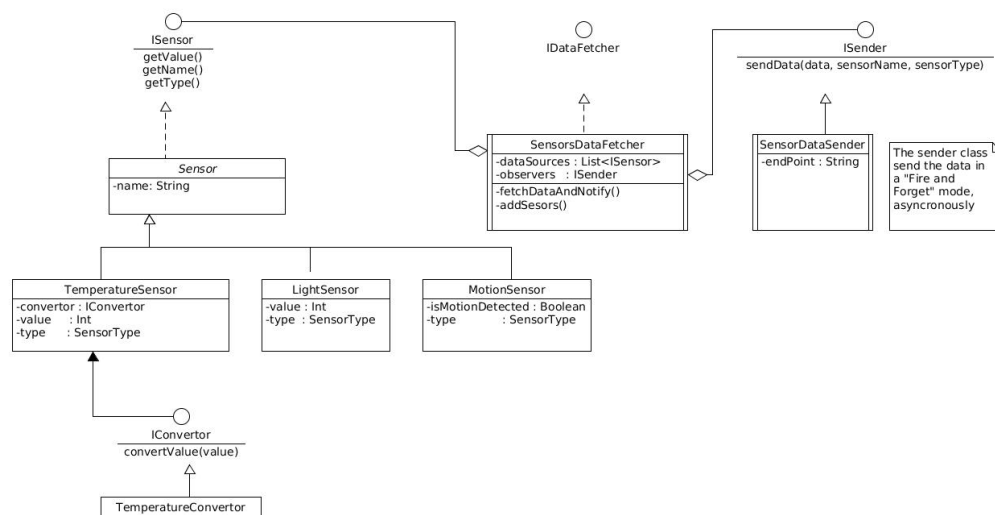 ISensor
getValue()
getName()
getType()
IDataFetcher
ISender
sendData(data, sensorName, sensorType)
Sensor
-name: String
SensorsDataFetcher
-dataSources : List<ISensor>
-observers : ISender
-fetchDataAndNotify()
-addSesors()
SensorDataSender
-endPoint : String
The sender class
send the data in
a "Fire and
Forget" mode,
asyncronously
TemperatureSensor
-convertor : IConvertor
-value : Int
-type : SensorType
LightSensor
-value : Int
-type : SensorType
MotionSensor
-isMotionDetected : Boolean
-type : SensorType
IConvertor
convertValue(value)
TemperatureConvertor